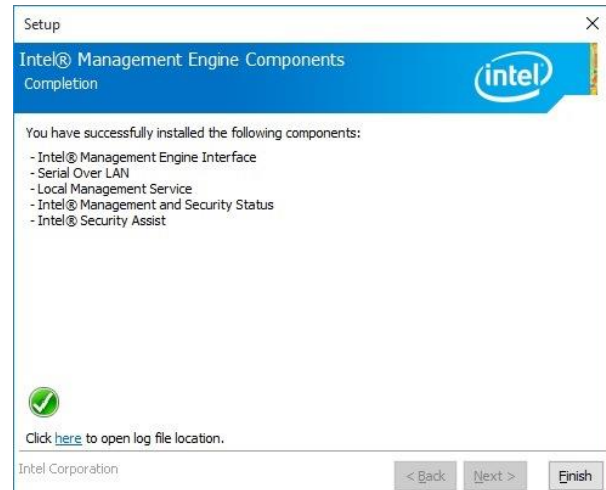 Setup
Intel® Management Engine Components
Completion
intel
You have successfully installed the following components:
- Intel® Management Engine Interface
- Serial Over LAN
- Local Management Service
- Intel® Management and Security Status
- Intel® Security Assist
Click here to open log file location.
Intel Corporation
< Back
Next >
Finish